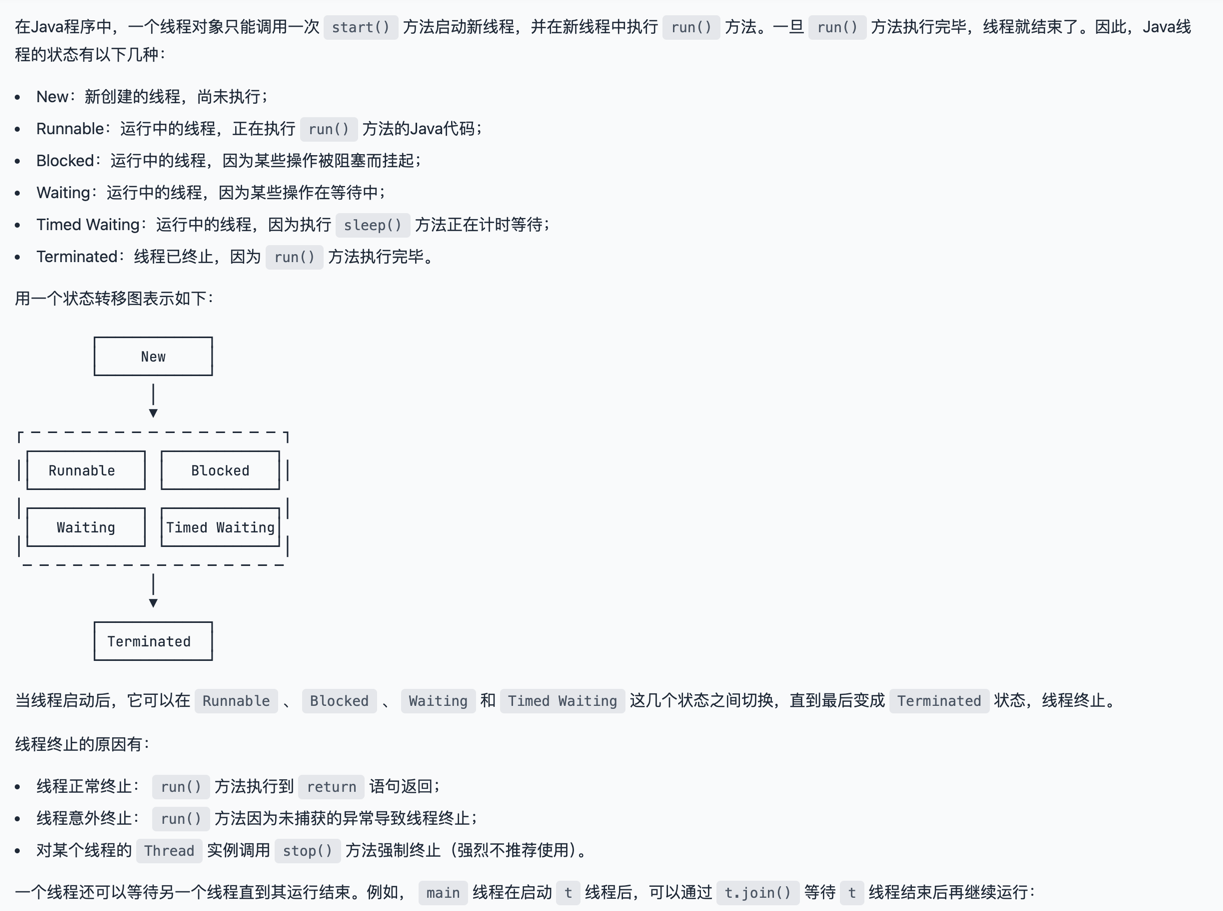 在Java程序中，一个线程对象只能调用一次 start() 方法启动新线程，并在新线程中执行 run() 方法。一旦 run() 方法执行完毕，线程就结束了。因此，Java线
程的状态有以下几种：
• New：新创建的线程，尚未执行；
• Runnable：运行中的线程，正在执行 run() 方法的Java代码；
• Blocked：运行中的线程，因为某些操作被阻塞而挂起；
• Waiting：运行中的线程，因为某些操作在等待中；
• Timed Waiting：运行中的线程，因为执行 sleep() 方法正在计时等待；
• Terminated：线程已终止，因为 run() 方法执行完毕。
用一个状态转移图表示如下：
New
Runnable Blocked
Waiting Timed Waiting
Terminated
当线程启动后，它可以在 Runnable 、 Blocked 、 Waiting 和 Timed Waiting 这几个状态之间切换，直到最后变成 Terminated 状态，线程终止。
线程终止的原因有：
• 线程正常终止： run() 方法执行到 return 语句返回；
• 线程意外终止： run() 方法因为未捕获的异常导致线程终止；
• 对某个线程的 Thread 实例调用 stop() 方法强制终止（强烈不推荐使用）。
一个线程还可以等待另一个线程直到其运行结束。例如， main 线程在启动 t 线程后，可以通过 t.join() 等待 t 线程结束后再继续运行：